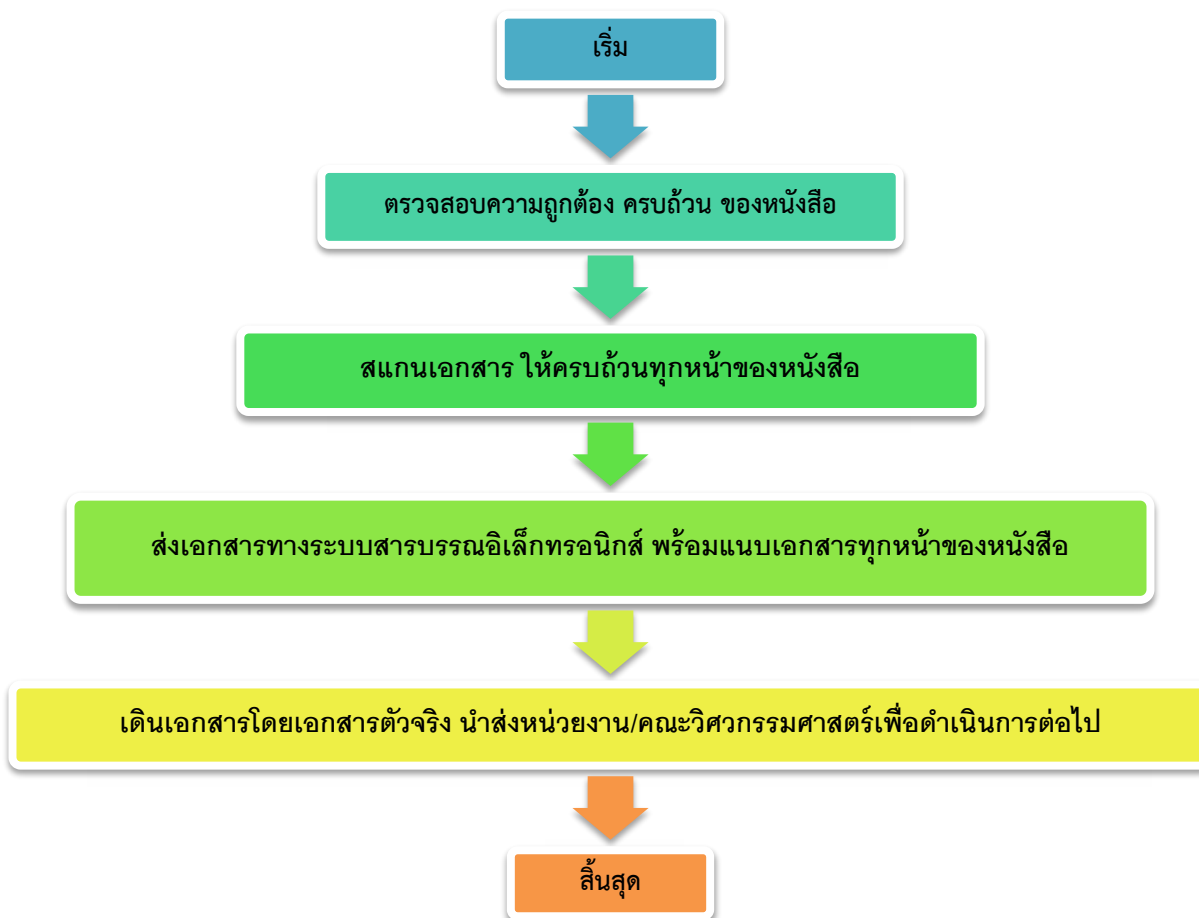 เริ่ม
ตรวจสอบความถูกต้อง ครบถ้วน ของหนังสือ
สแกนเอกสาร ให้ครบถ้วนทุกหน้าของหนังสือ
ส่งเอกสารทางระบบสารบรรณอิเล็กทรอนิกส์ พร้อมแนบเอกสารทุกหน้าของหนังสือ
เดินเอกสารโดยเอกสารตัวจริง นำส่งหน่วยงาน/คณะวิศวกรรมศาสตร์เพื่อดำเนินการต่อไป
สิ้นสุด